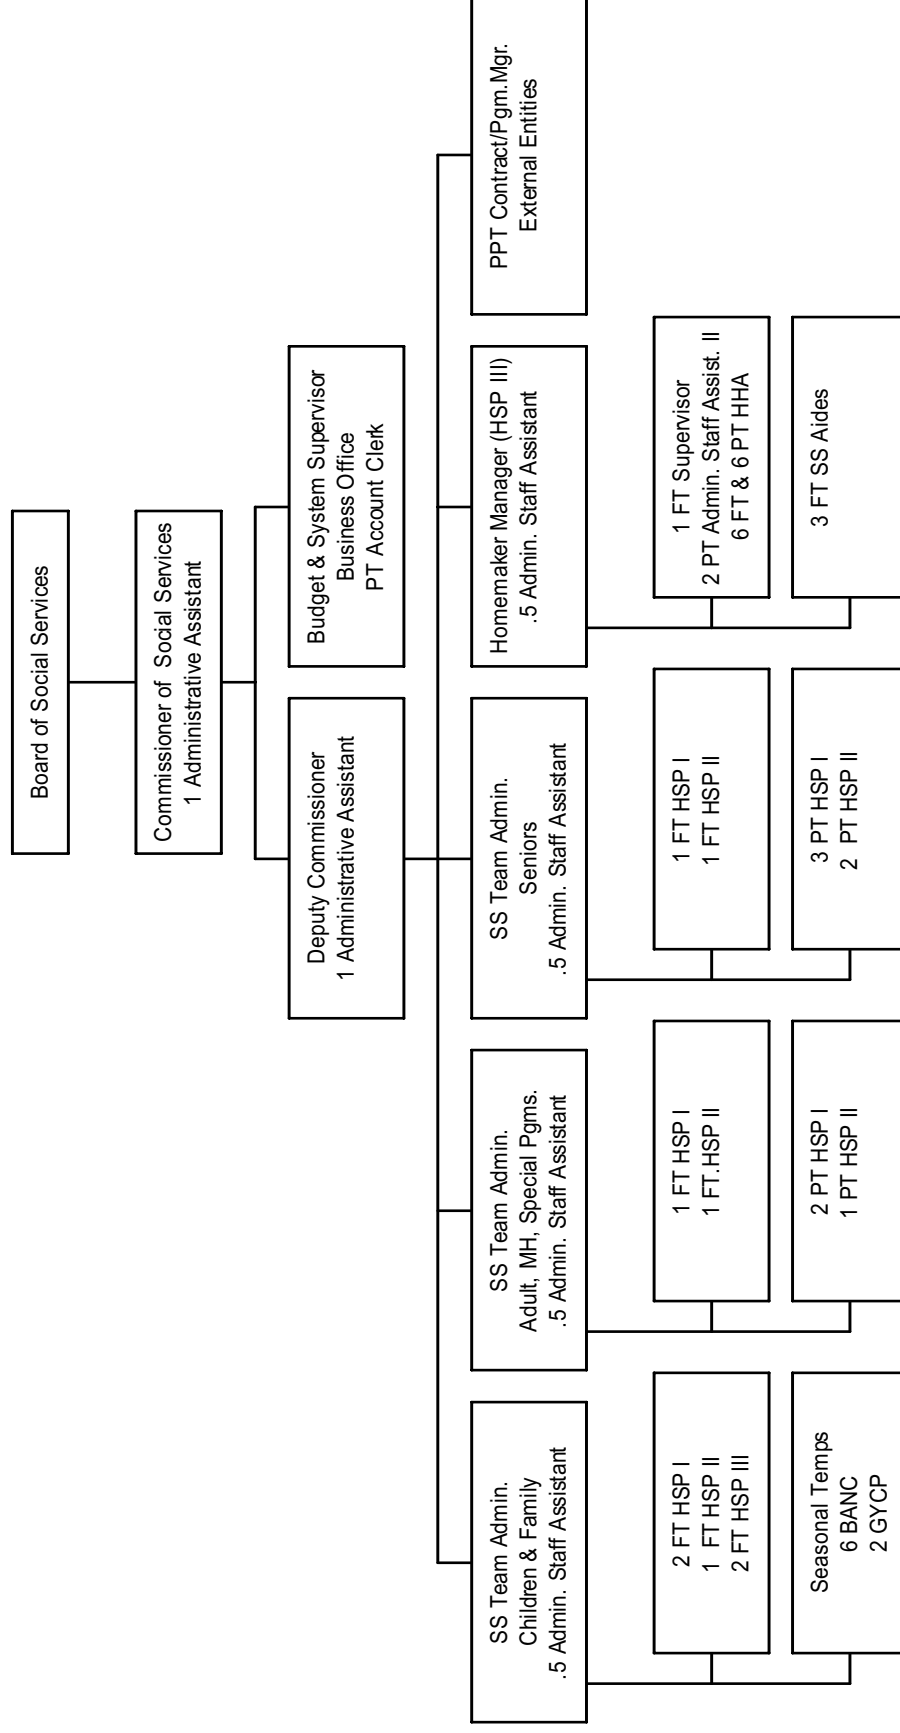 Board of Social Services
Commissioner of  Social Services
1 Administrative Assistant
Deputy Commissioner
1 Administrative Assistant
Budget & System Supervisor
Business Office
PT Account Clerk
SS Team Admin.
Children & Family
.5 Admin. Staff Assistant
SS Team Admin.
Adult, MH, Special Pgms.
.5 Admin. Staff Assistant
SS Team Admin.
Seniors
.5 Admin. Staff Assistant
Homemaker Manager (HSP III)
.5 Admin. Staff Assistant
PPT Contract/Pgm.Mgr.
External Entities
2 FT HSP I
1 FT HSP II
2 FT HSP III
1 FT HSP I
1 FT.HSP II
1 FT HSP I
1 FT HSP II
1 FT Supervisor
2 PT Admin. Staff Assist. II
6 FT & 6 PT HHA
Seasonal Temps
6 BANC
2 GYCP
2 PT HSP I
1 PT HSP II
3 PT HSP I
2  PT HSP II
3 FT SS Aides